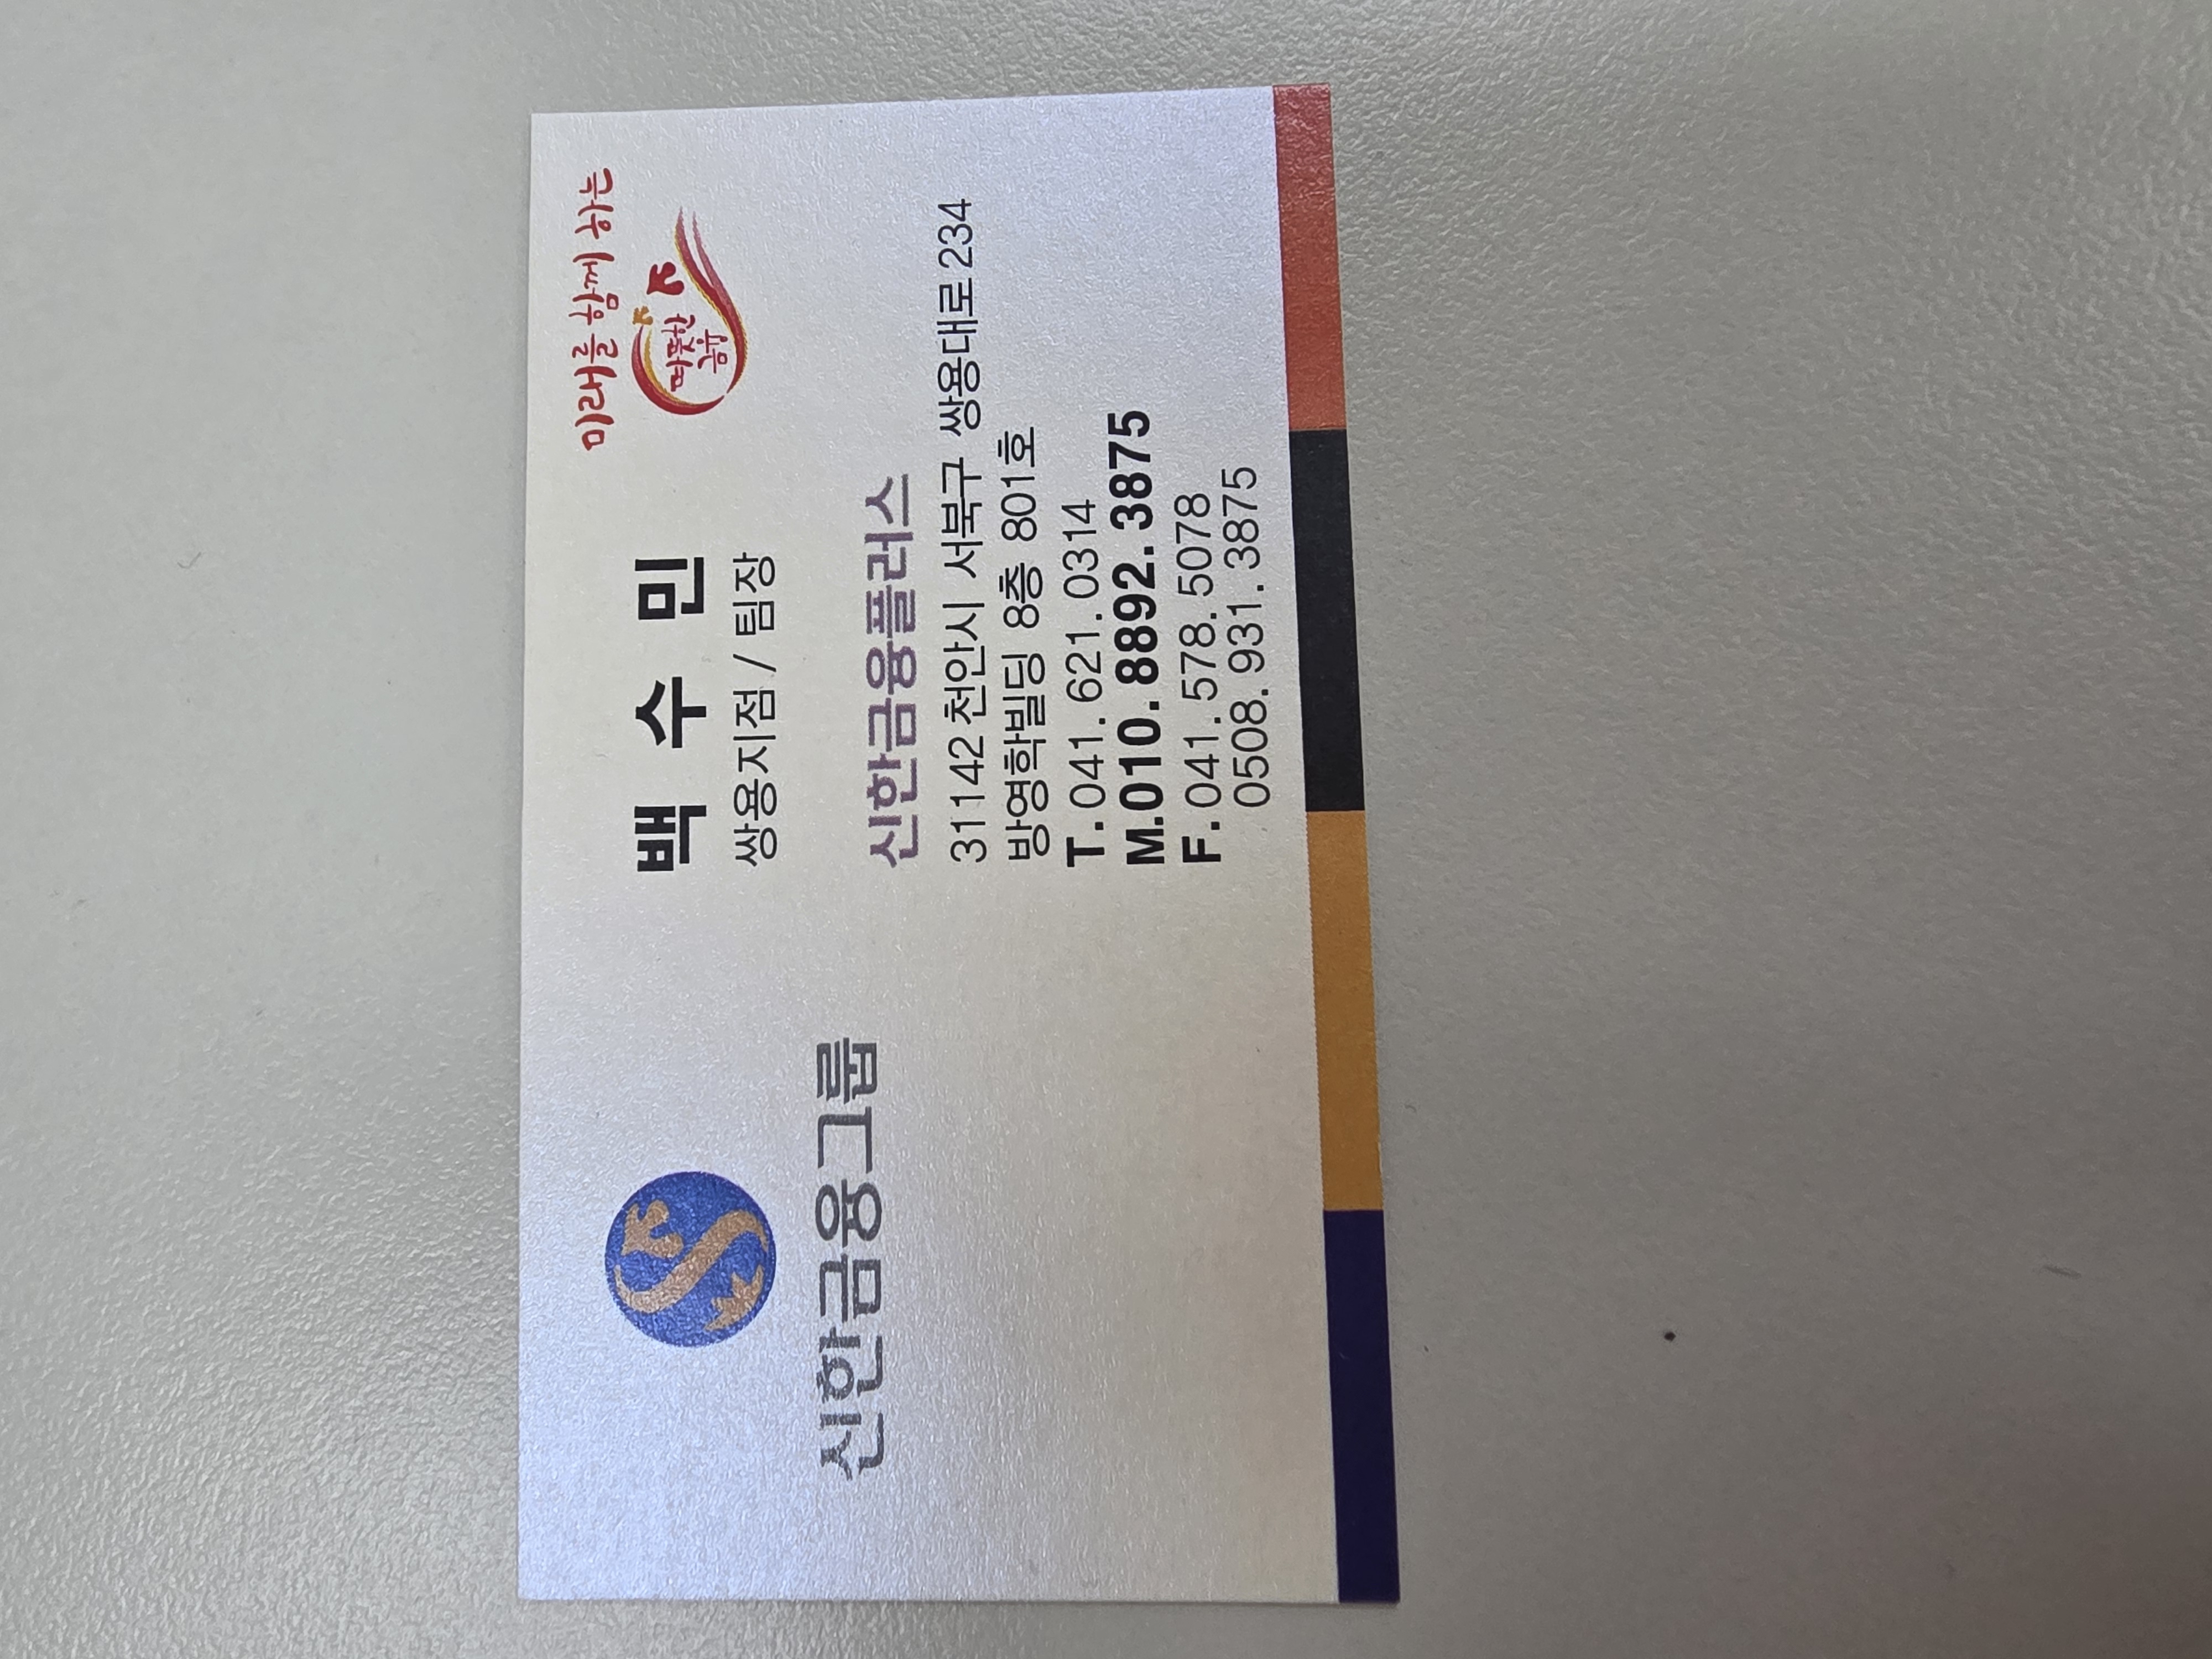 신한금융그룹
미래를 함께 하는
따뜻한
금융
백 수 민
쌍용지점 / 팀장
신한금융플러스
31142 천안시 서북구 쌍용대로 234
방영학빌딩 8층 801호
T. 041. 621. 0314
M.010. 8892. 3875
F. 041. 578. 5078
0508. 931. 3875